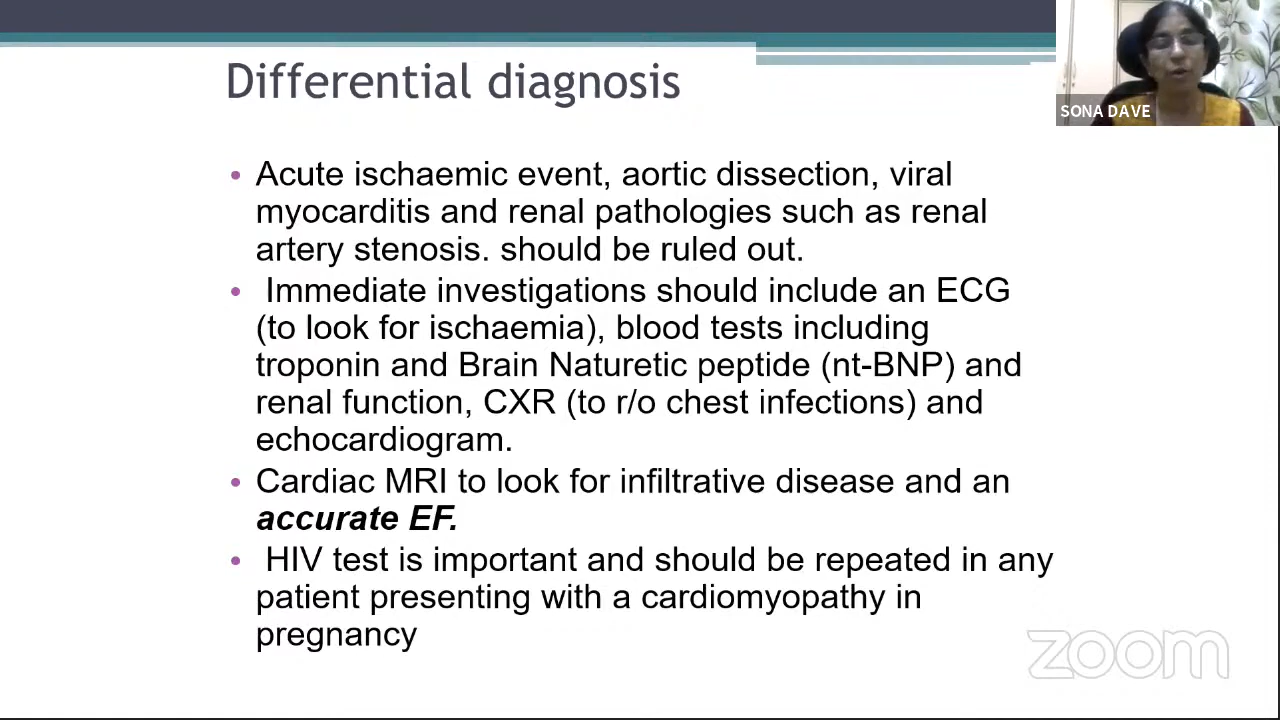 Differential diagnosis
SONA DAVE
• Acute ischaemic event, aortic dissection, viral
myocarditis and renal pathologies such as renal
artery stenosis. should be ruled out.
• Immediate investigations should include an ECG
(to look for ischaemia), blood tests including
troponin and Brain Naturetic peptide (nt-BNP) and
renal function, CXR (to r/o chest infections) and
echocardiogram.
• Cardiac MRI to look for infiltrative disease and an
accurate EF.
• HIV test is important and should be repeated in any
patient presenting with a cardiomyopathy in
pregnancy
zoom